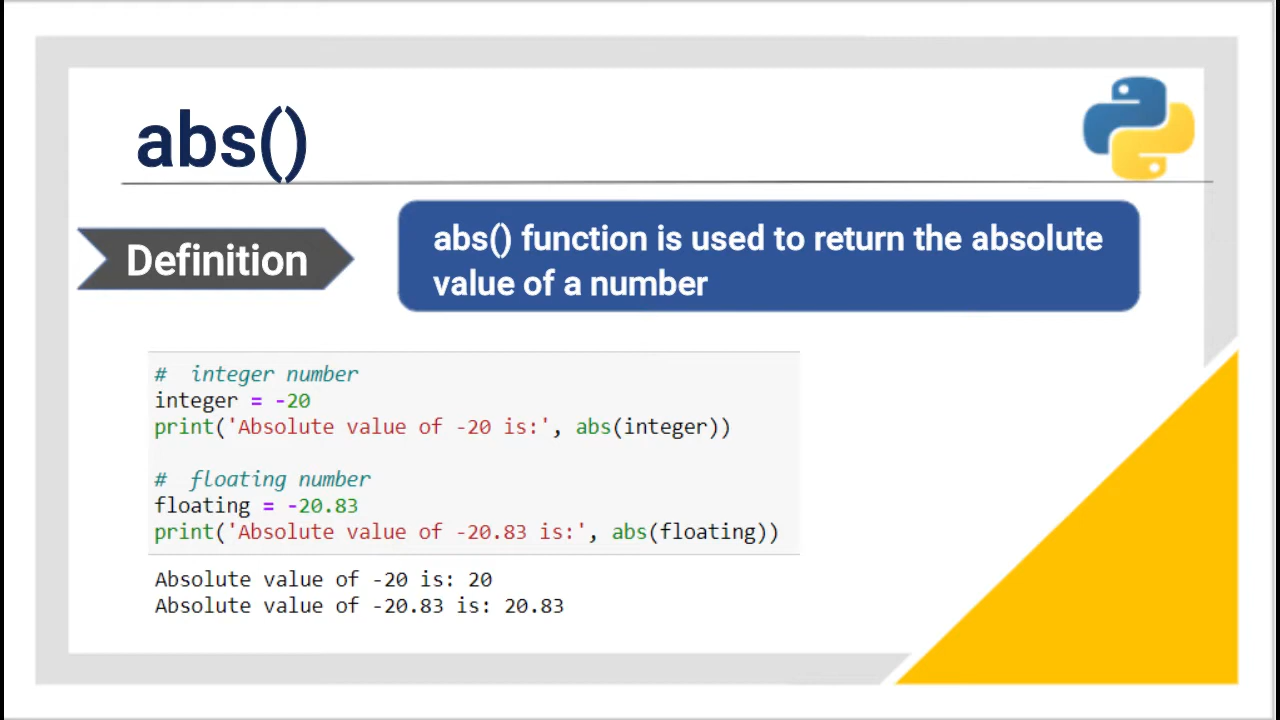 abs()
Definition
abs() function is used to return the absolute
value of a number
#  integer number
integer = -20
print('Absolute value of -20 is:', abs(integer))
#  floating number
floating = -20.83
print('Absolute value of -20.83 is:', abs(floating))
Absolute value of -20 is: 20
Absolute value of -20.83 is: 20.83